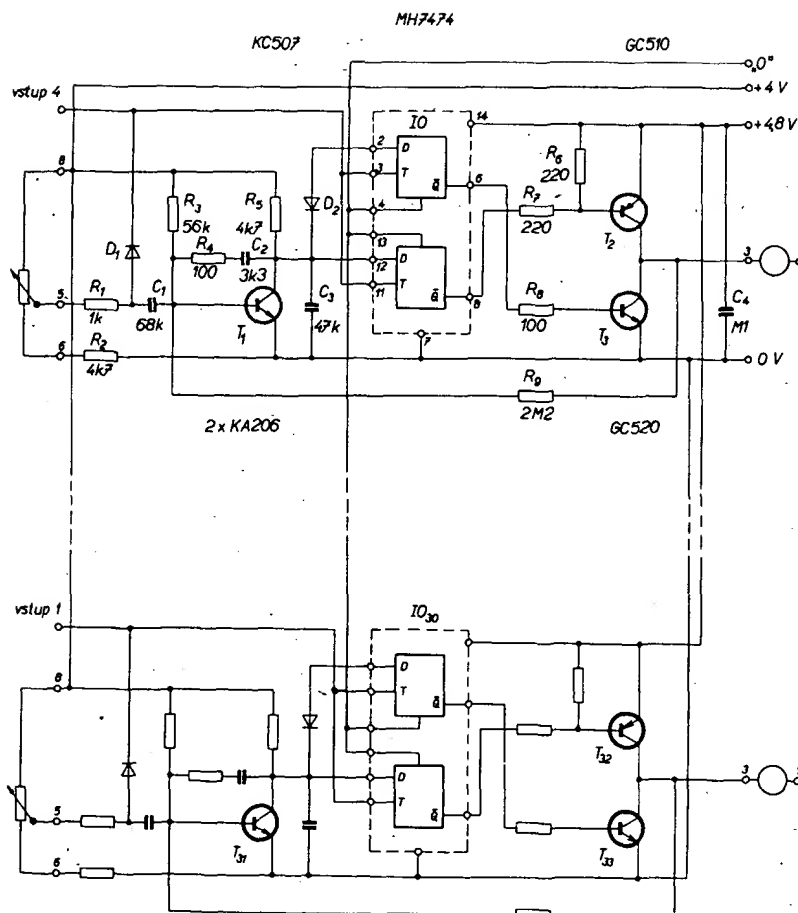 MH7474
KC507
GC510
"0"
+4V
vstup 4
+4,8V
8
IO
14
2
D
R6
220
R3
56k
R5
4k7
D2
3
T
Q̄
6
R4
100
C2
3k3
4
R7
220
T2
D1
13
12
D
3
5
R1
1k
C1
68k
T1
C3
47k
11
T
Q̄
8
R8
100
T3
C4
M1
6
R2
4k7
7
0V
R9
2M2
2 x KA206
GC520
vstup 1
IO30
8
D
T
Q̄
T32
D
3
5
T31
T
Q̄
T33
6